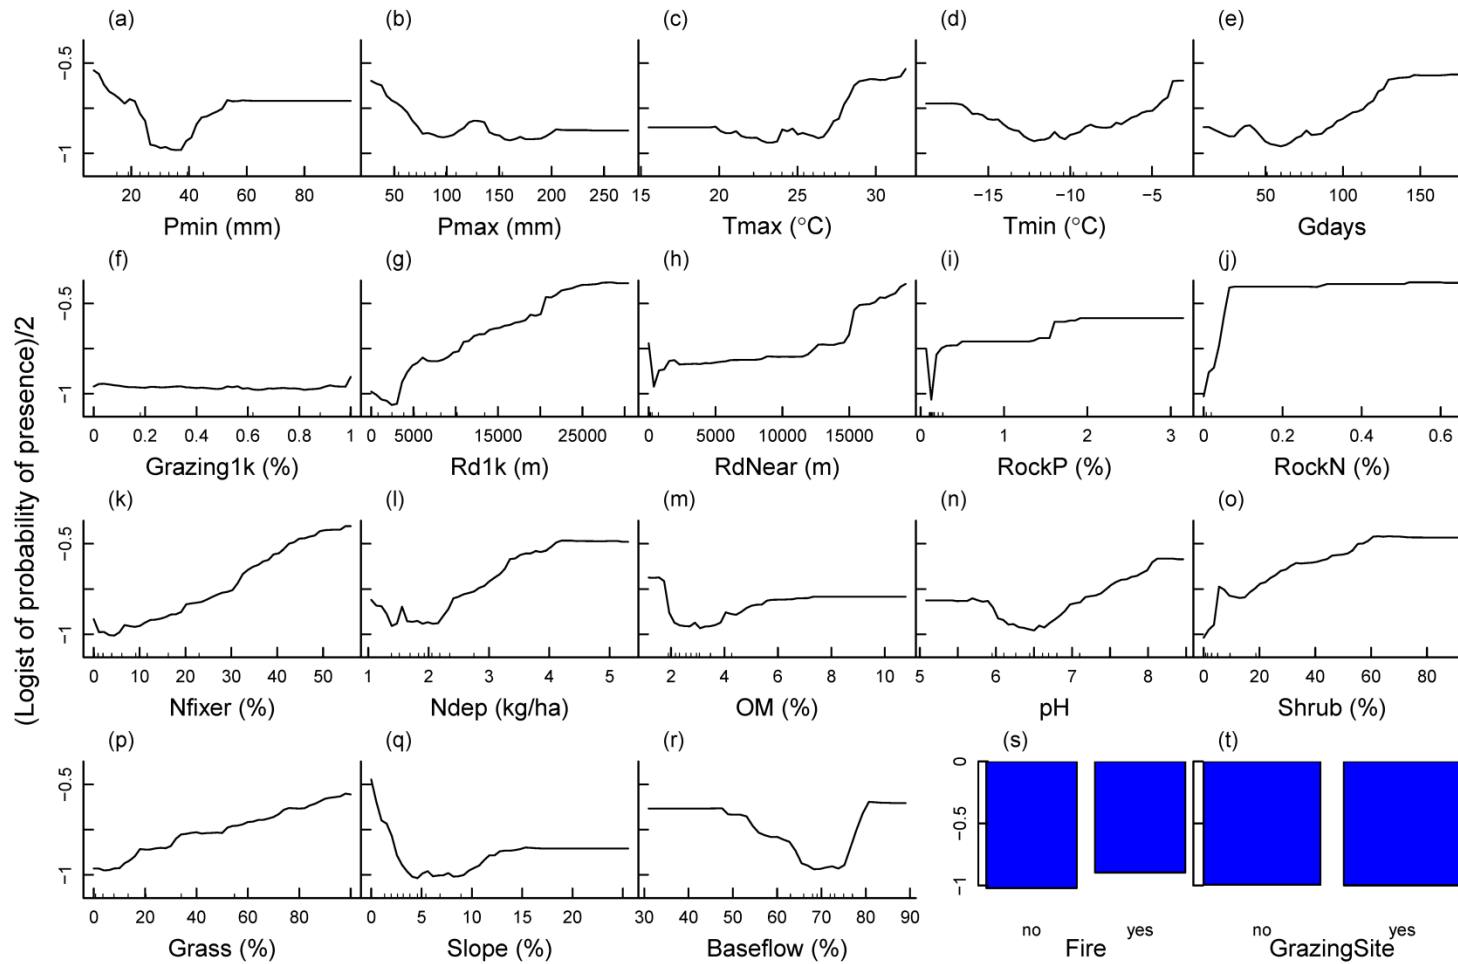 (a) (b) (c) (d) (e)
−0.5
−1
20 40 60 80
50 100 150 200 250
15 20 25 30
−15 −10 −5
0 50 100 150
Pmin (mm) Pmax (mm) Tmax (°C) Tmin (°C) Gdays
(f) (g) (h) (i) (j)
−0.5
−1
0 0.2 0.4 0.6 0.8 1
0 5000 15000 25000
0 5000 10000 15000
0 1 2 3
0 0.2 0.4 0.6
Grazing1k (%) Rd1k (m) RdNear (m) RockP (%) RockN (%)
(Logist of probability of presence)/2
(k) (l) (m) (n) (o)
−0.5
−1
0 10 20 30 40 50
1 2 3 4 5
2 4 6 8 10
5 6 7 8
0 20 40 60 80
Nfixer (%) Ndep (kg/ha) OM (%) pH Shrub (%)
(p) (q) (r) (s) (t)
−0.5
−1
0
−0.5
−1
0 20 40 60 80
0 5 10 15 20 25
30 40 50 60 70 80 90
no yes no yes
Grass (%) Slope (%) Baseflow (%) Fire GrazingSite